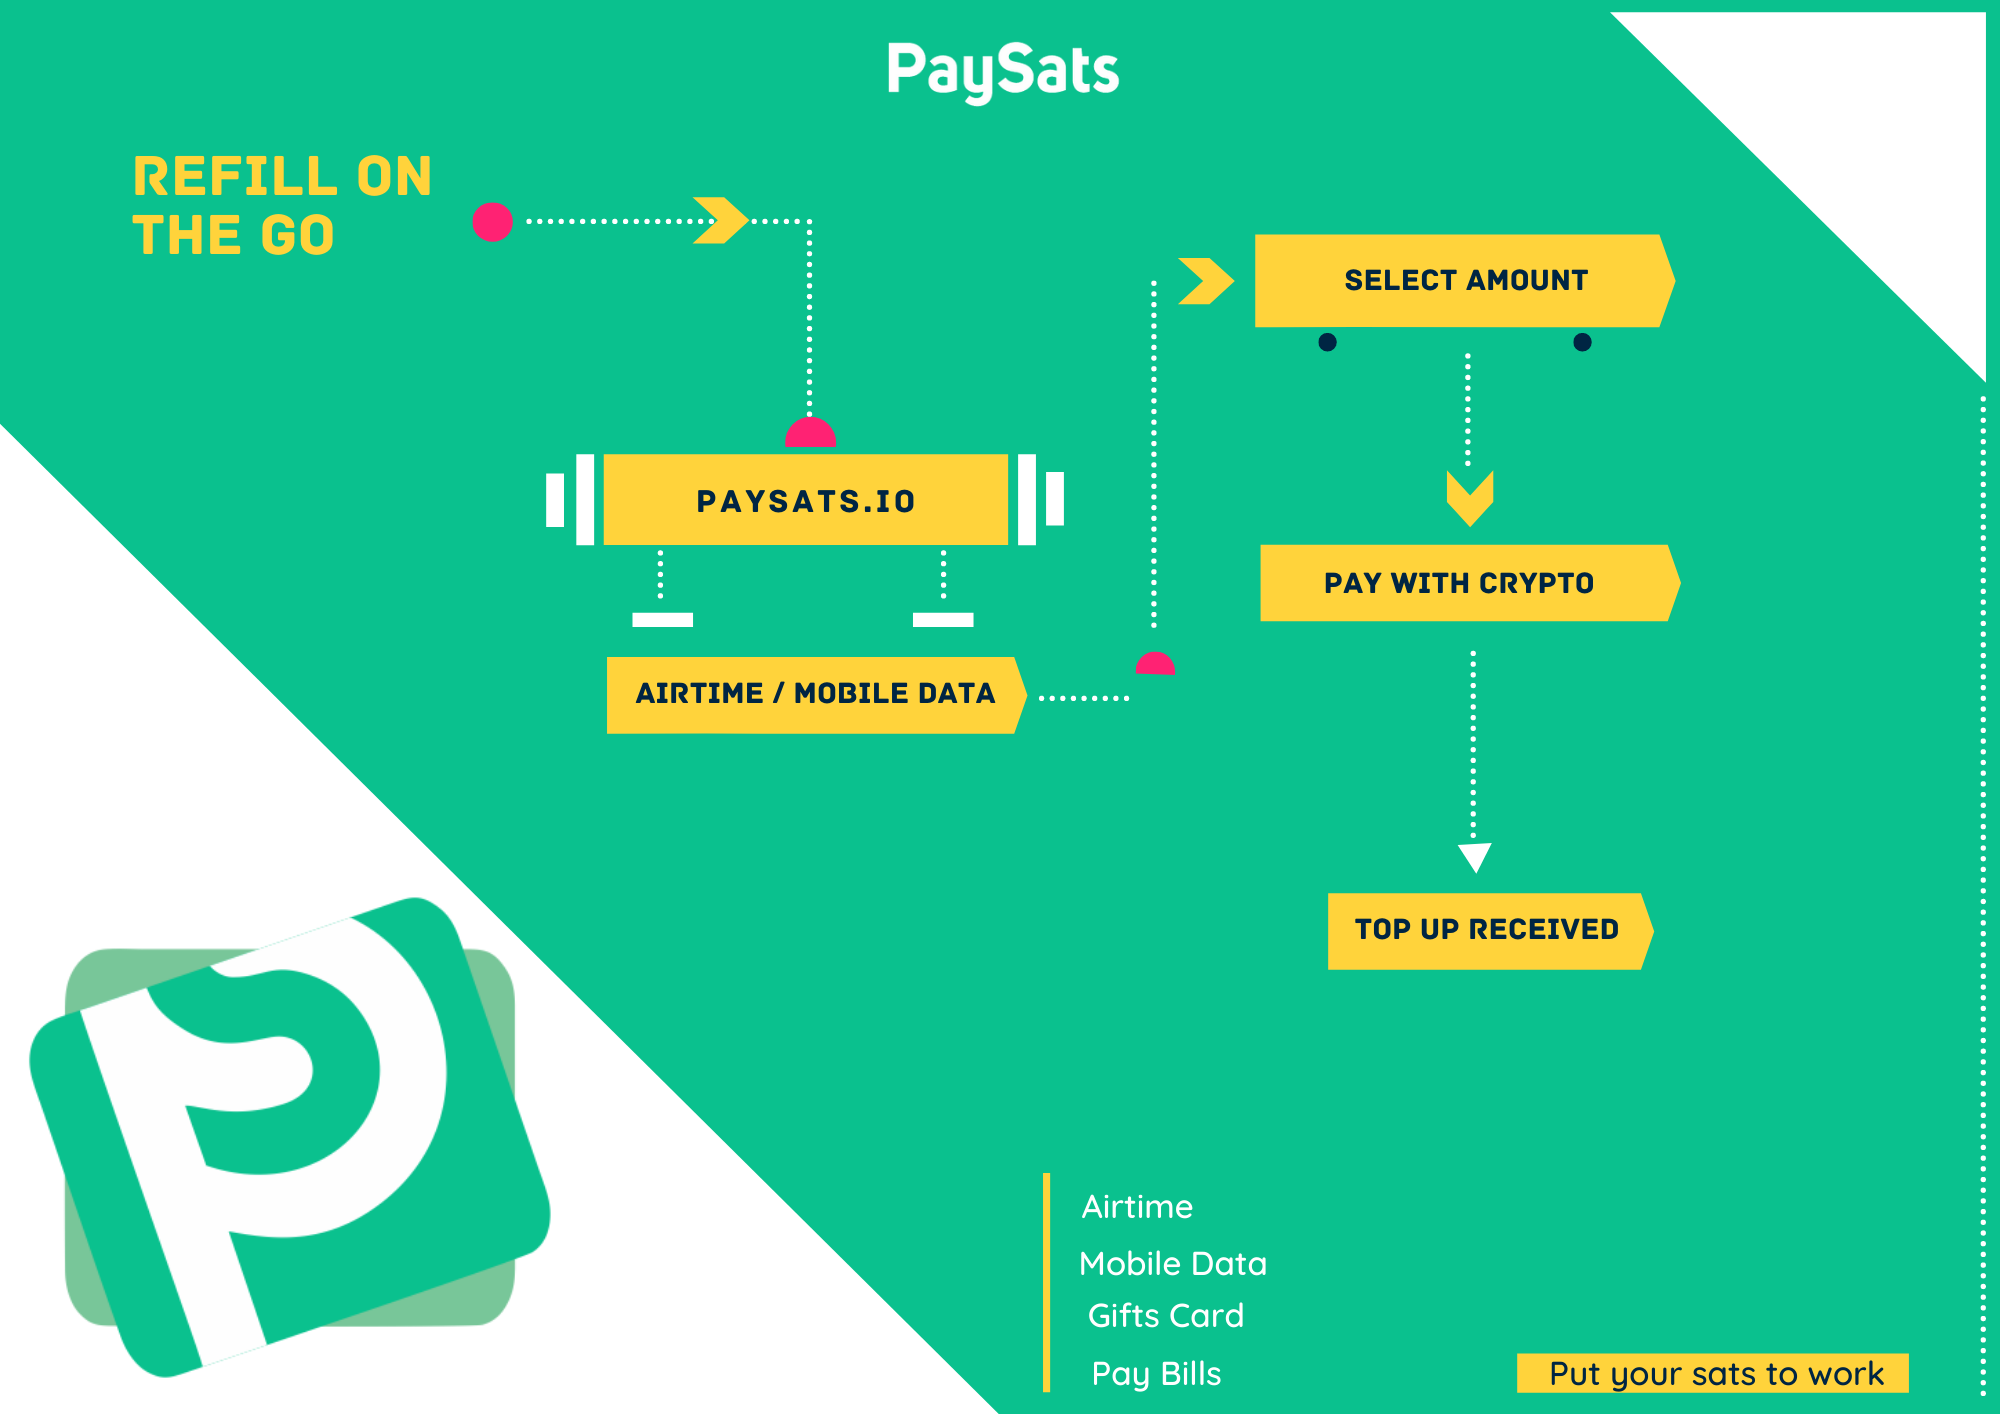 PaySats
REFILL ON
THE GO
SELECT AMOUNT
PAYSATS.IO
PAY WITH CRYPTO
AIRTIME / MOBILE DATA
TOP UP RECEIVED
Airtime
Mobile Data
Gifts Card
Pay Bills
Put your sats to work